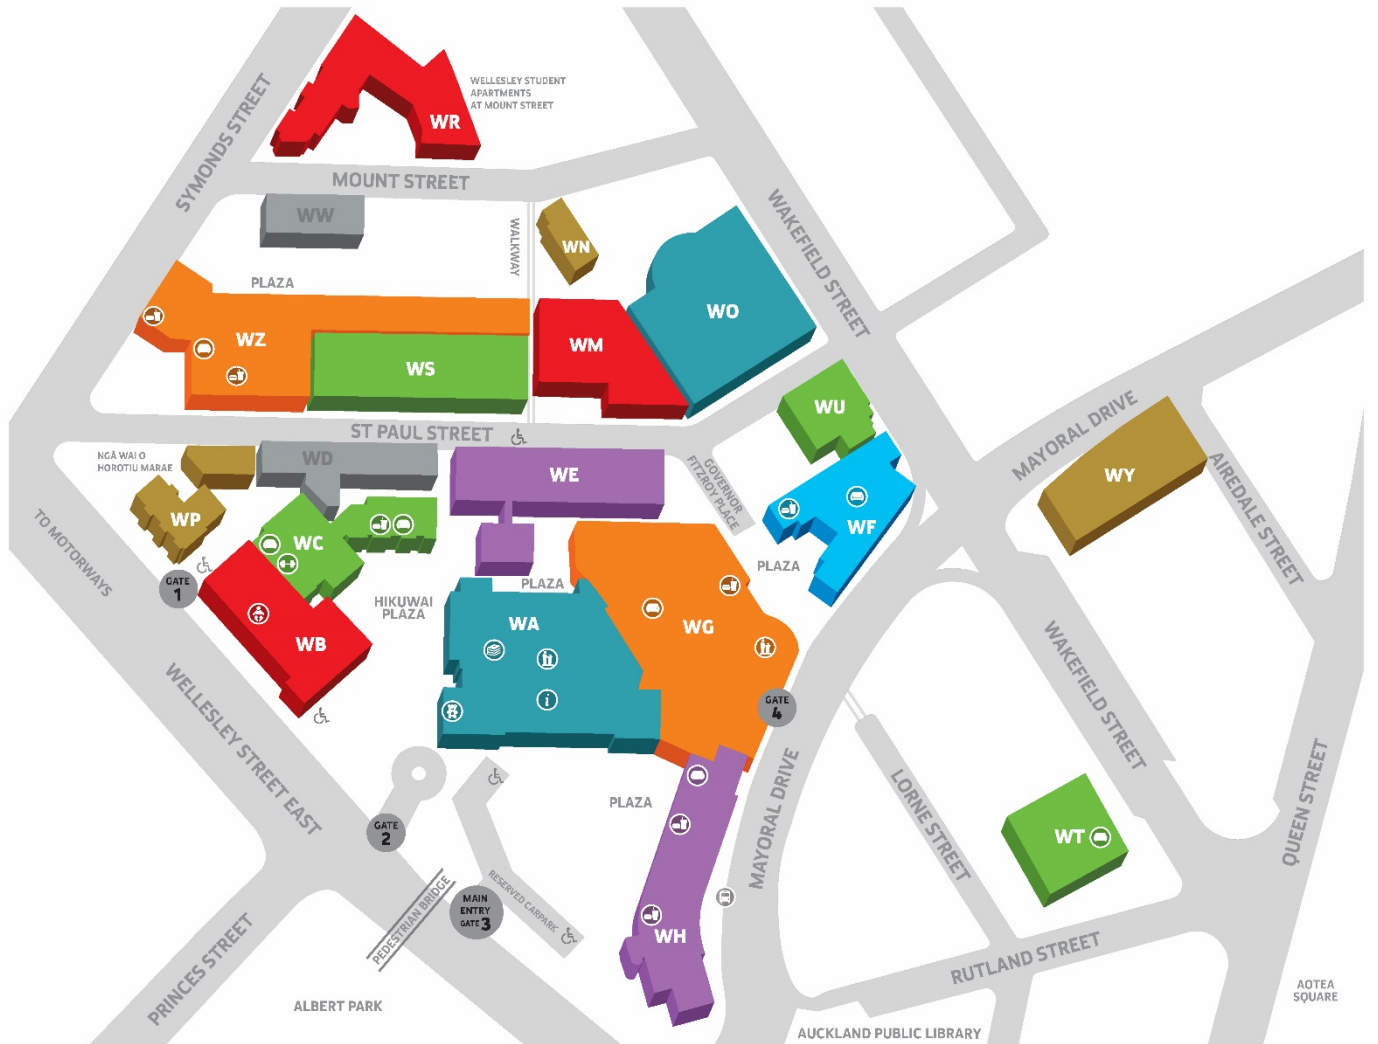 WELLESLEY STUDENT
APARTMENTS
AT MOUNT STREET
WR
SYMONDS STREET
MOUNT STREET
WW
WALKWAY
WN
WAKEFIELD STREET
PLAZA
WO
WZ
WM
WS
WU
MAYORAL DRIVE
ST PAUL STREET
NGĀ WAI O
HOROTIU MARAE
WD
WE
GOVERNOR
FITZROY PLACE
WY
AIREDALE STREET
WP
WC
WF
TO MOTORWAYS
GATE
1
PLAZA
PLAZA
HIKUWAI
PLAZA
WA
WG
WB
WAKEFIELD STREET
GATE
4
WELLESLEY STREET EAST
PLAZA
MAYORAL DRIVE
LORNE STREET
QUEEN STREET
GATE
2
WT
PEDESTRIAN BRIDGE
MAIN
ENTRY
GATE 3
RESERVED CARPARK
WH
PRINCES STREET
RUTLAND STREET
ALBERT PARK
AOTEA
SQUARE
AUCKLAND PUBLIC LIBRARY
i